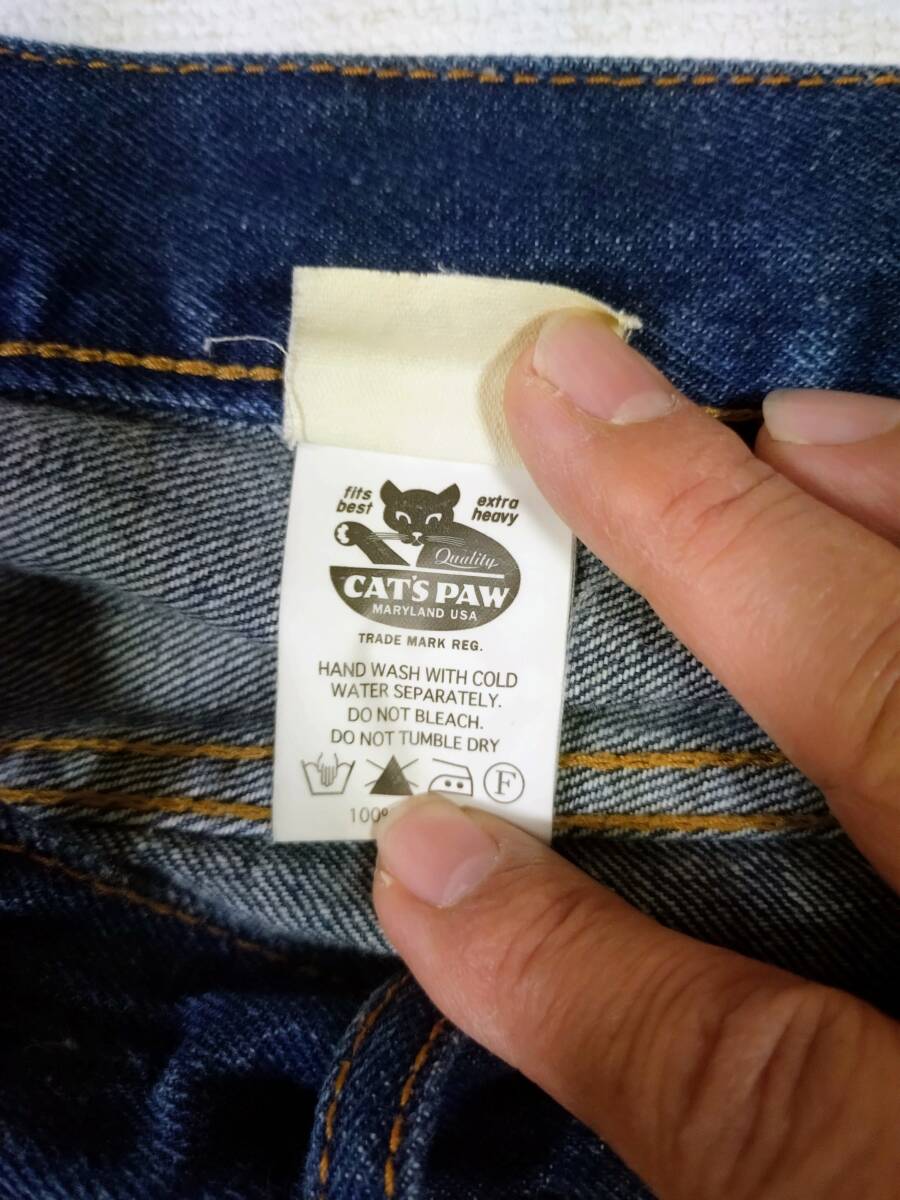 fits best
extra heavy
Quality
CAT'S PAW
MARYLAND USA
TRADE MARK REG.
HAND WASH WITH COLD
WATER SEPARATELY.
DO NOT BLEACH.
DO NOT TUMBLE DRY
F
100%